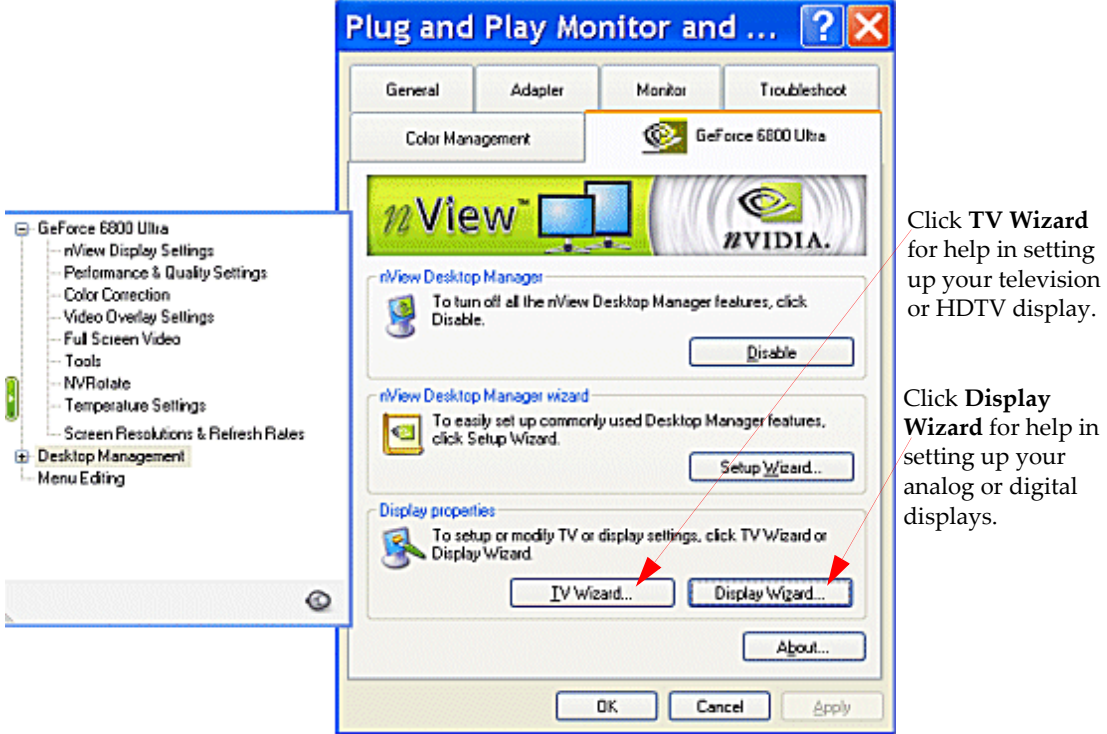 Plug and Play Monitor and ...
General
Adapter
Monitor
Troubleshoot
Color Management
GeForce 6800 Ultra
nView™
nVIDIA.
GeForce 6800 Ultra
nView Display Settings
Performance & Quality Settings
Color Correction
Video Overlay Settings
Full Screen Video
Tools
NVRotate
Temperature Settings
Screen Resolutions & Refresh Rates
Desktop Management
Menu Editing
nView Desktop Manager
To turn off all the nView Desktop Manager features, click
Disable.
Disable
nView Desktop Manager wizard
To easily set up commonly used Desktop Manager features,
click Setup Wizard.
Setup Wizard...
Display properties
To setup or modify TV or display settings, click TV Wizard or
Display Wizard.
TV Wizard...
Display Wizard...
About...
OK
Cancel
Apply
Click TV Wizard
for help in setting
up your television
or HDTV display.
Click Display
Wizard for help in
setting up your
analog or digital
displays.